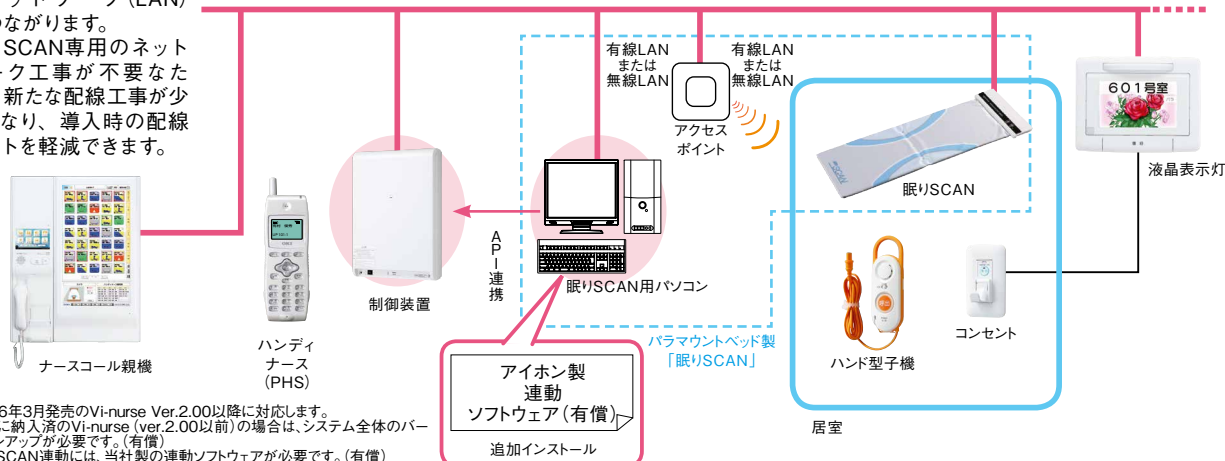 (LAN)
ながります。
SCAN専用のネット
ク工事が不要なた
新たな配線工事が少
なり、導入時の配線
トを軽減できます。
有線LAN
または
無線LAN
有線LAN
または
無線LAN
アクセス
ポイント
601号室
液晶表示灯
眠りSCAN
API連携
制御装置
眠りSCAN用パソコン
ナースコール親機
ハンディ
ナース
(PHS)
パラマウントベッド製
「眠りSCAN」
呼出
ハンド型子機
コンセント
居室
アイホン製
連動
ソフトウェア(有償)
追加インストール
6年3月発売のVi-nurse Ver.2.00以降に対応します。
に納入済のVi-nurse(ver.2.00以前)の場合は、システム全体のバー
ンアップが必要です。(有償)
SCAN連動には、当社製の連動ソフトウェアが必要です。(有償)